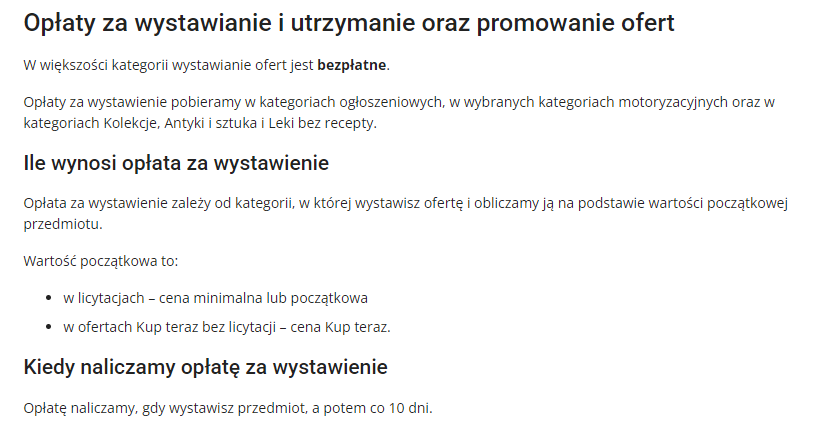 Opłaty za wystawianie i utrzymanie oraz promowanie ofert
W większości kategorii wystawianie ofert jest bezpłatne.
Opłaty za wystawienie pobieramy w kategoriach ogłoszeniowych, w wybranych kategoriach motoryzacyjnych oraz w
kategoriach Kolekcje, Antyki i sztuka i Leki bez recepty.
Ile wynosi opłata za wystawienie
Opłata za wystawienie zależy od kategorii, w której wystawisz ofertę i obliczamy ją na podstawie wartości początkowej
przedmiotu.
Wartość początkowa to:
• w licytacjach – cena minimalna lub początkowa
• w ofertach Kup teraz bez licytacji – cena Kup teraz.
Kiedy naliczamy opłatę za wystawienie
Opłatę naliczamy, gdy wystawisz przedmiot, a potem co 10 dni.